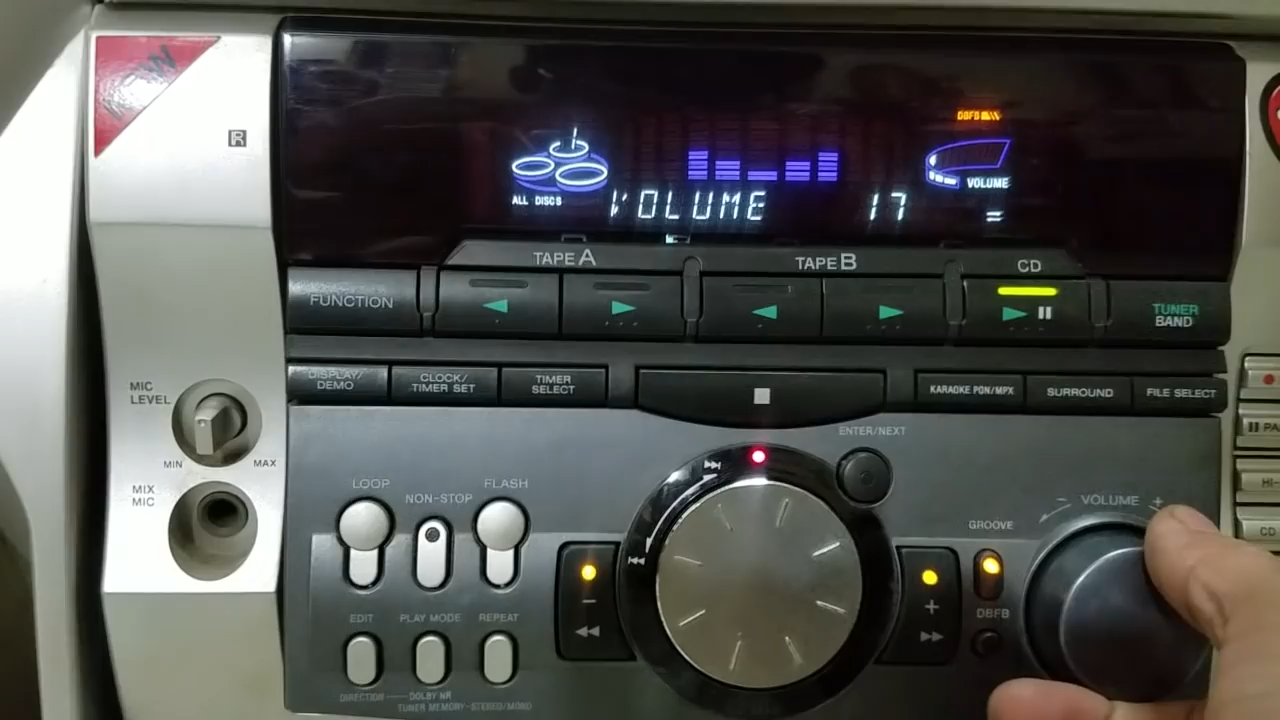 DBFB
ALL DISCS
VOLUME
VOLUME 17
TAPE A
TAPE B
CD
FUNCTION
TUNER
BAND
DISPLAY/
DEMO
CLOCK/
TIMER SET
TIMER
SELECT
KARAOKE PON/MPX
SURROUND
FILE SELECT
MIC
LEVEL
MIN
MAX
MIX
MIC
ENTER/NEXT
LOOP
NON-STOP
FLASH
− VOLUME +
GROOVE
DBFB
HI-
CD
EDIT
PLAY MODE
REPEAT
− +
DIRECTION
DOLBY NR
TUNER MEMORY - STEREO/MONO